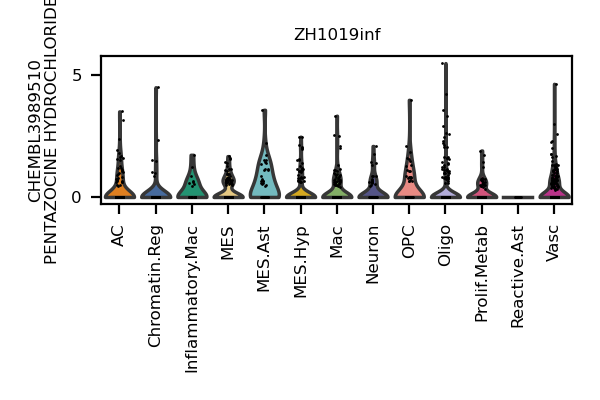 ZH1019inf
CHEMBL3989510
PENTAZOCINE HYDROCHLORIDE
5
0
AC
Chromatin.Reg
Inflammatory.Mac
MES
MES.Ast
MES.Hyp
Mac
Neuron
OPC
Oligo
Prolif.Metab
Reactive.Ast
Vasc